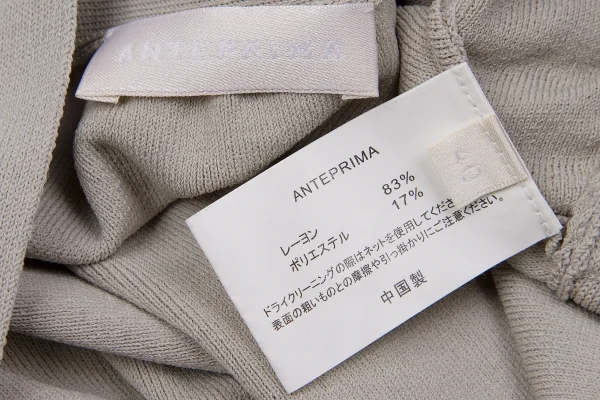 ANTEPRIMA
ANTEPRIMA
40
レーヨン 83%
ポリエステル 17%
ドライクリーニングの際はネットを使用してくださ
表面の粗いものとの摩擦や引っ掛かりにご注意ください。
中国製